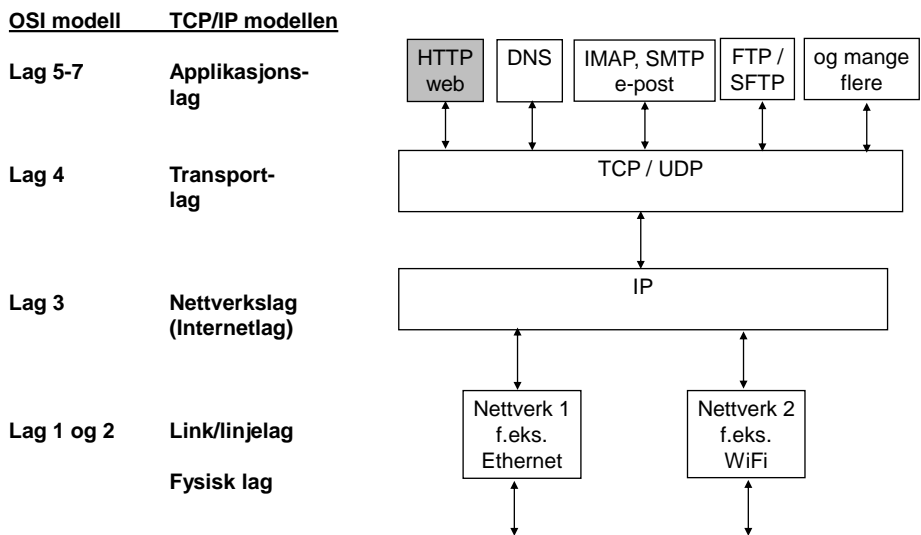 OSI modell TCP/IP modellen
Lag 5-7 Applikasjons-
lag
HTTP
web
DNS
IMAP, SMTP
e-post
FTP /
SFTP
og mange
flere
Lag 4 Transport-
lag
TCP / UDP
Lag 3 Nettverkslag
(Internetlag)
IP
Lag 1 og 2 Link/linjelag
Fysisk lag
Nettverk 1
f.eks.
Ethernet
Nettverk 2
f.eks.
WiFi